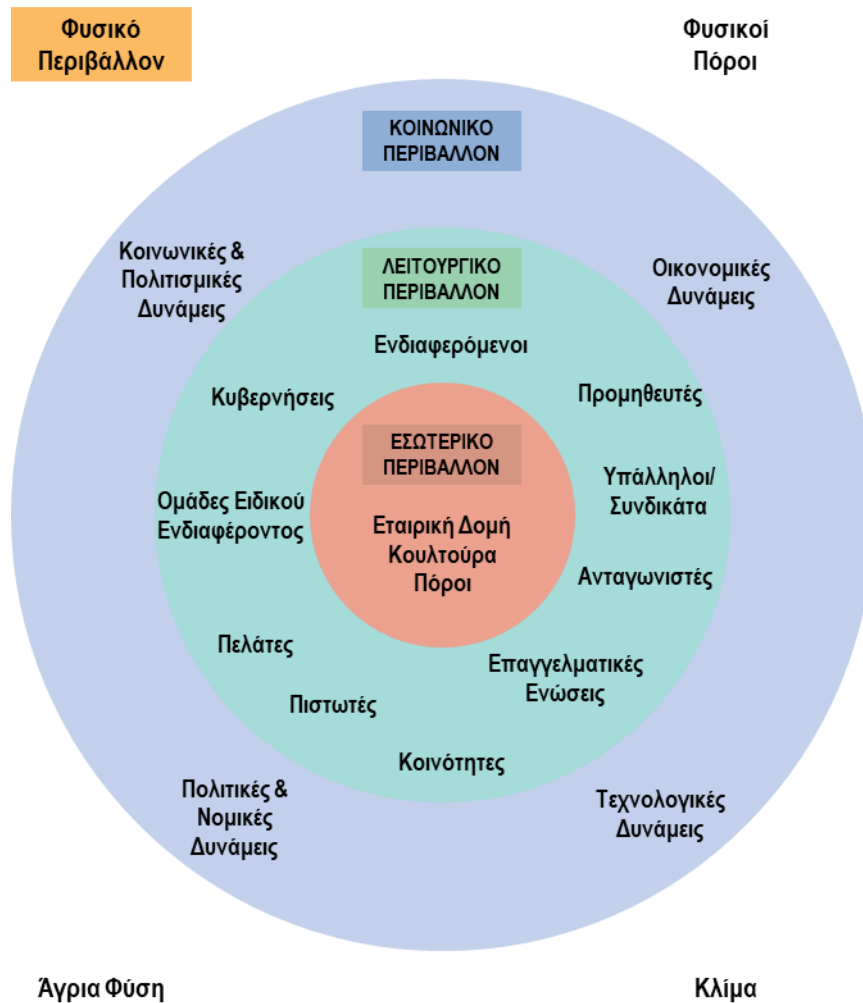 Φυσικό
Περιβάλλον
Φυσικοί
Πόροι
ΚΟΙΝΩΝΙΚΟ
ΠΕΡΙΒΑΛΛΟΝ
Κοινωνικές &
Πολιτισμικές
Δυνάμεις
ΛΕΙΤΟΥΡΓΙΚΟ
ΠΕΡΙΒΑΛΛΟΝ
Οικονομικές
Δυνάμεις
Ενδιαφερόμενοι
Κυβερνήσεις
Προμηθευτές
ΕΣΩΤΕΡΙΚΟ
ΠΕΡΙΒΑΛΛΟΝ
Υπάλληλοι/
Συνδικάτα
Ομάδες Ειδικού
Ενδιαφέροντος
Εταιρική Δομή
Κουλτούρα
Πόροι
Ανταγωνιστές
Πελάτες
Επαγγελματικές
Ενώσεις
Πιστωτές
Κοινότητες
Πολιτικές &
Νομικές
Δυνάμεις
Τεχνολογικές
Δυνάμεις
Άγρια Φύση
Κλίμα